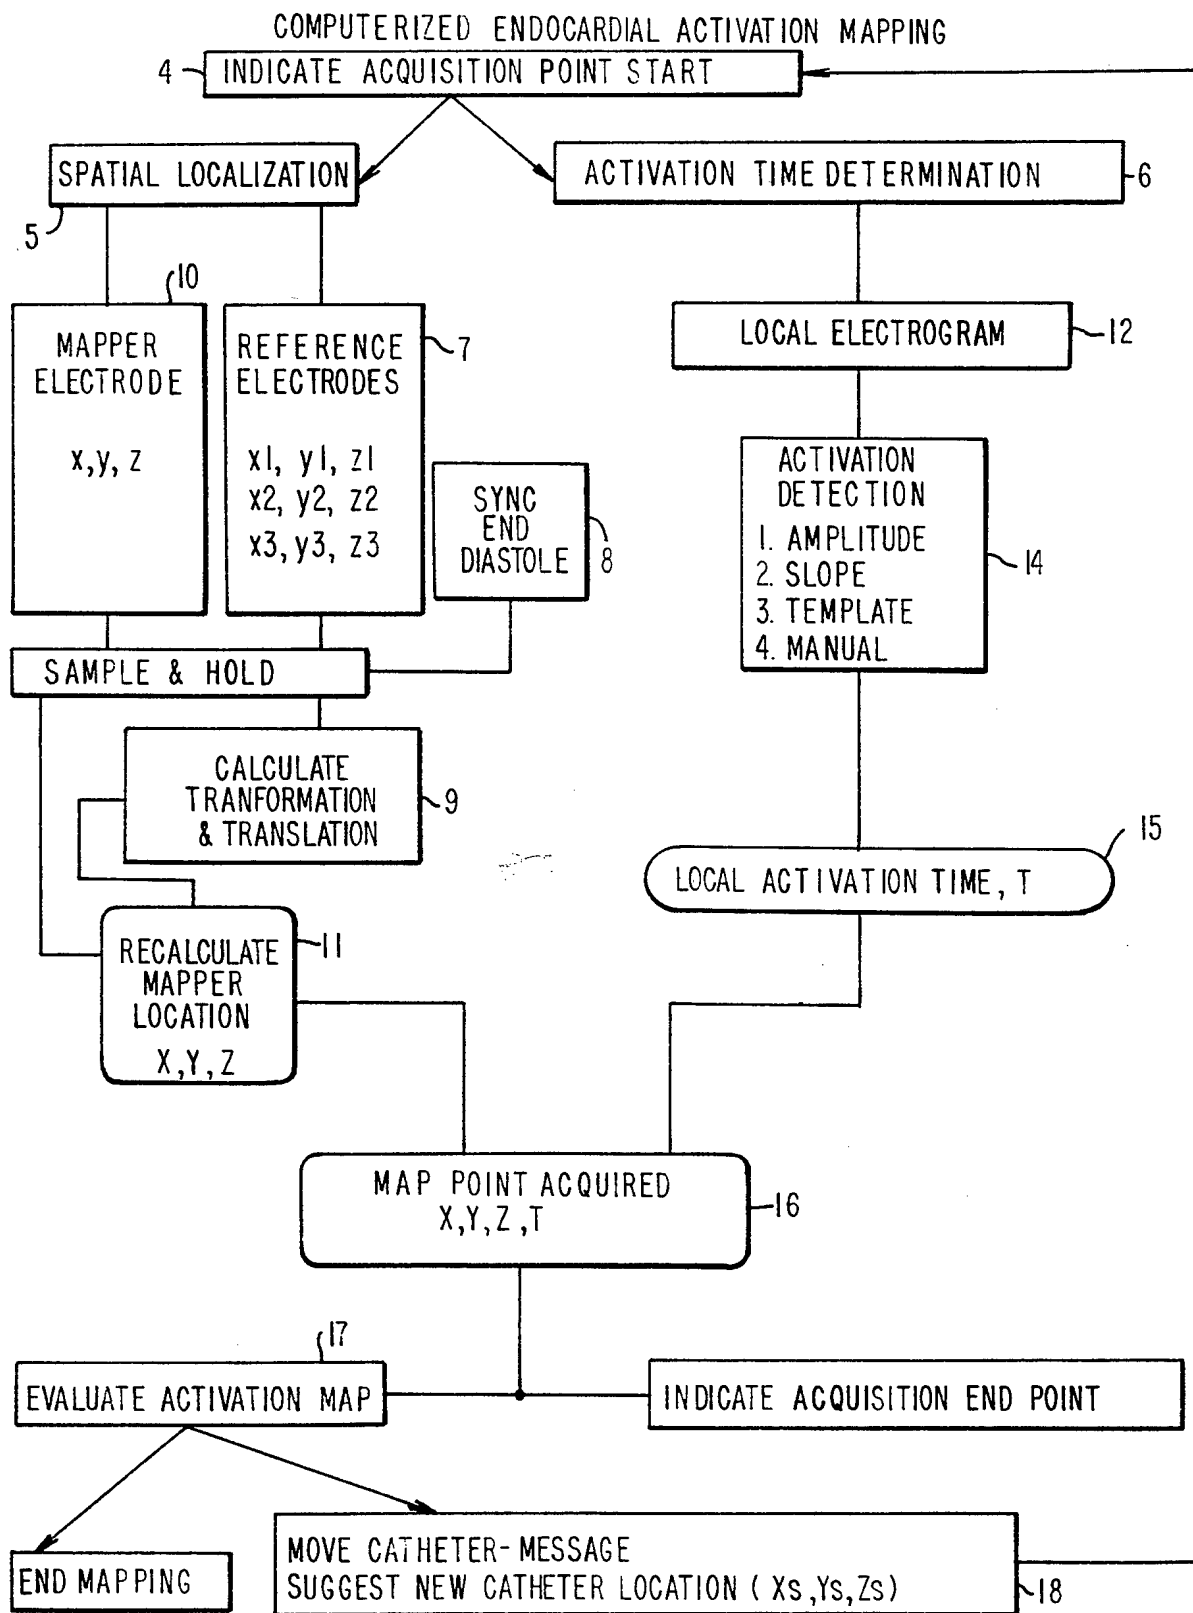 COMPUTERIZED ENDOCARDIAL ACTIVATION MAPPING
4
INDICATE ACQUISITION POINT START
SPATIAL LOCALIZATION
5
ACTIVATION TIME DETERMINATION
6
10
MAPPER
ELECTRODE
x, y, z
REFERENCE
ELECTRODES
x1, y1, z1
x2, y2, z2
x3, y3, z3
7
SYNC
END
DIASTOLE
8
LOCAL ELECTROGRAM
12
ACTIVATION
DETECTION
1. AMPLITUDE
2. SLOPE
3. TEMPLATE
4. MANUAL
14
SAMPLE & HOLD
CALCULATE
TRANFORMATION
& TRANSLATION
9
15
LOCAL ACTIVATION TIME, T
RECALCULATE
MAPPER
LOCATION
X, Y, Z
11
MAP POINT ACQUIRED
X, Y, Z, T
16
17
EVALUATE ACTIVATION MAP
INDICATE ACQUISITION END POINT
END MAPPING
MOVE CATHETER-MESSAGE
SUGGEST NEW CATHETER LOCATION (Xs, Ys, Zs)
18